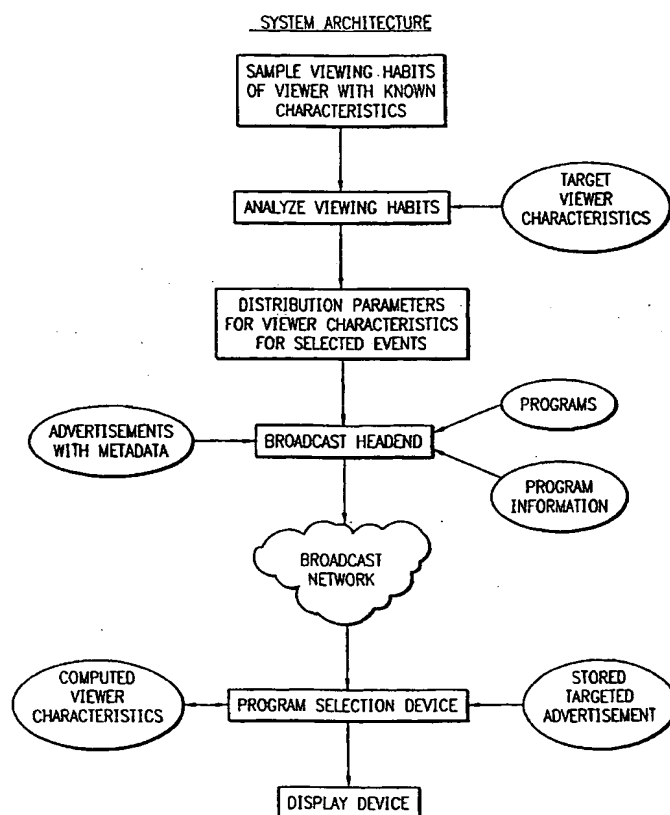 SYSTEM ARCHITECTURE
SAMPLE VIEWING HABITS
OF VIEWER WITH KNOWN
CHARACTERISTICS
TARGET
VIEWER
CHARACTERISTICS
ANALYZE VIEWING HABITS
DISTRIBUTION PARAMETERS
FOR VIEWER CHARACTERISTICS
FOR SELECTED EVENTS
PROGRAMS
ADVERTISEMENTS
WITH METADATA
BROADCAST HEADEND
PROGRAM
INFORMATION
BROADCAST
NETWORK
COMPUTED
VIEWER
CHARACTERISTICS
PROGRAM SELECTION DEVICE
STORED
TARGETED
ADVERTISEMENT
DISPLAY DEVICE